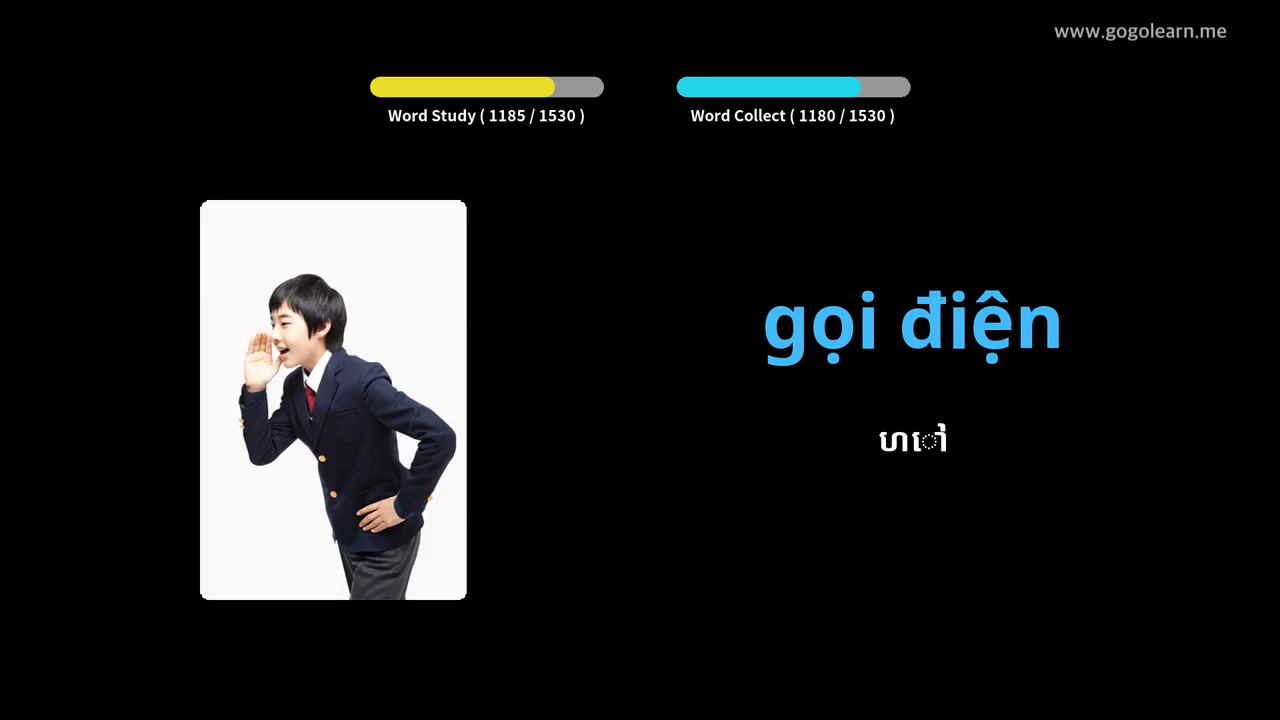 www.gogolearn.me
Word Study ( 1185 / 1530 )
Word Collect ( 1180 / 1530 )
gọi điện
ហៅ